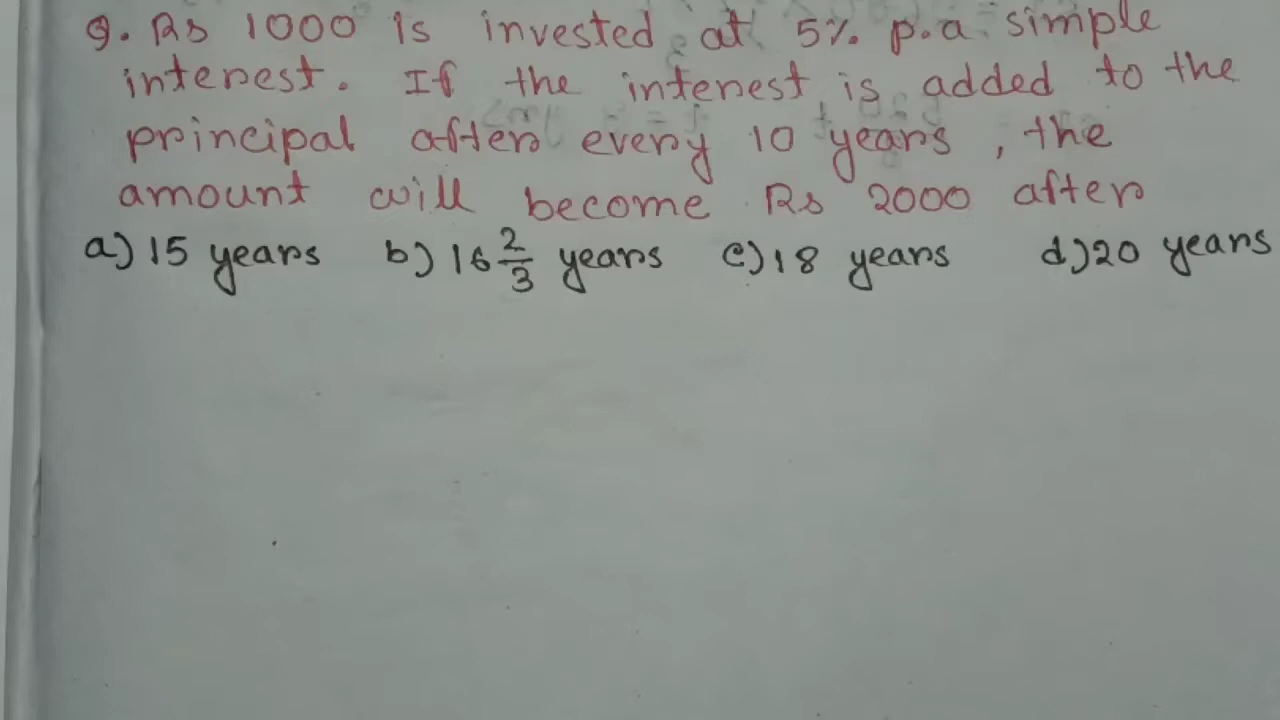 9. Rs 1000 is invested at 5% p.a. simple
interest. If the interest is added to the
principal after every 10 years, the
amount will become Rs 2000 after
a) 15 years b) 16 2/3 years c) 18 years d) 20 years